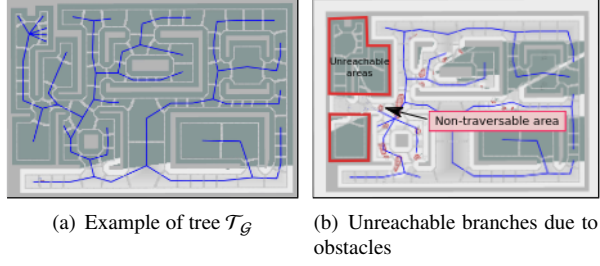 Unreachable
areas
Non-traversable area
(a) Example of tree 𝒯𝒢
(b) Unreachable branches due to
obstacles